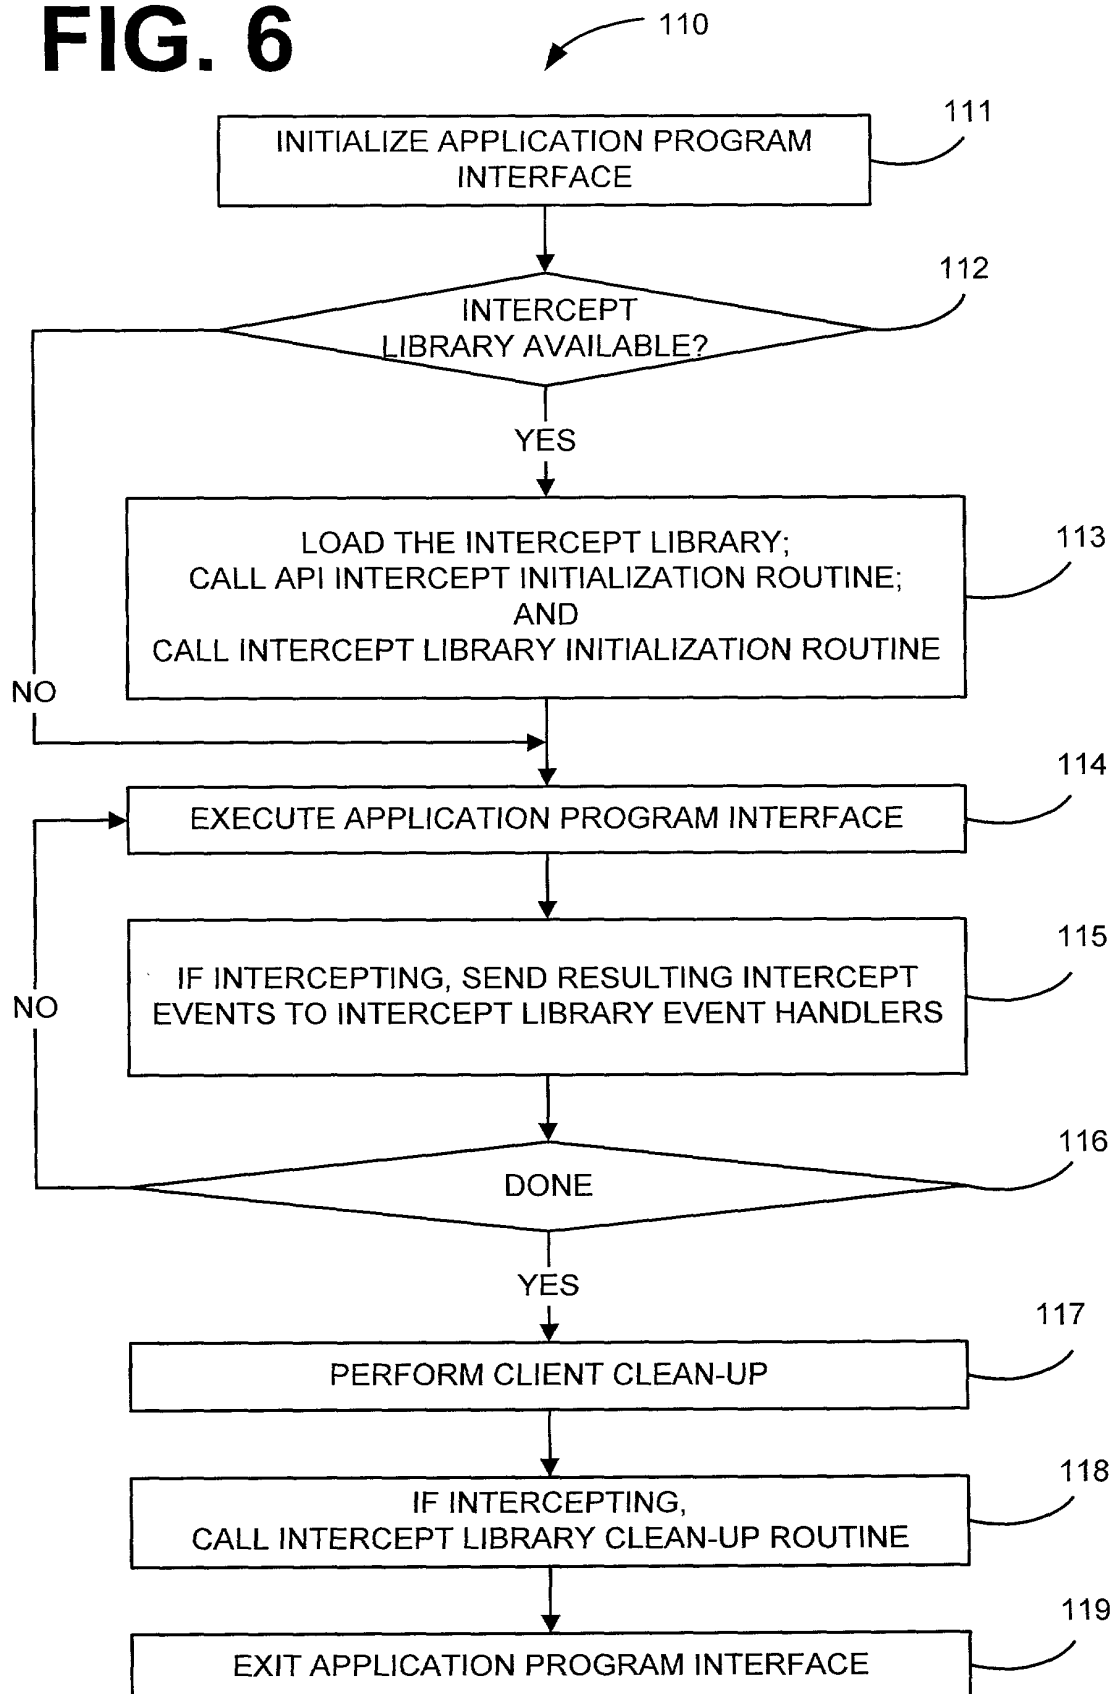 FIG. 6
110
111
INITIALIZE APPLICATION PROGRAM
INTERFACE
112
INTERCEPT
LIBRARY AVAILABLE?
YES
113
LOAD THE INTERCEPT LIBRARY;
CALL API INTERCEPT INITIALIZATION ROUTINE;
AND
CALL INTERCEPT LIBRARY INITIALIZATION ROUTINE
NO
114
EXECUTE APPLICATION PROGRAM INTERFACE
115
IF INTERCEPTING, SEND RESULTING INTERCEPT
EVENTS TO INTERCEPT LIBRARY EVENT HANDLERS
NO
116
DONE
YES
117
PERFORM CLIENT CLEAN-UP
118
IF INTERCEPTING,
CALL INTERCEPT LIBRARY CLEAN-UP ROUTINE
119
EXIT APPLICATION PROGRAM INTERFACE